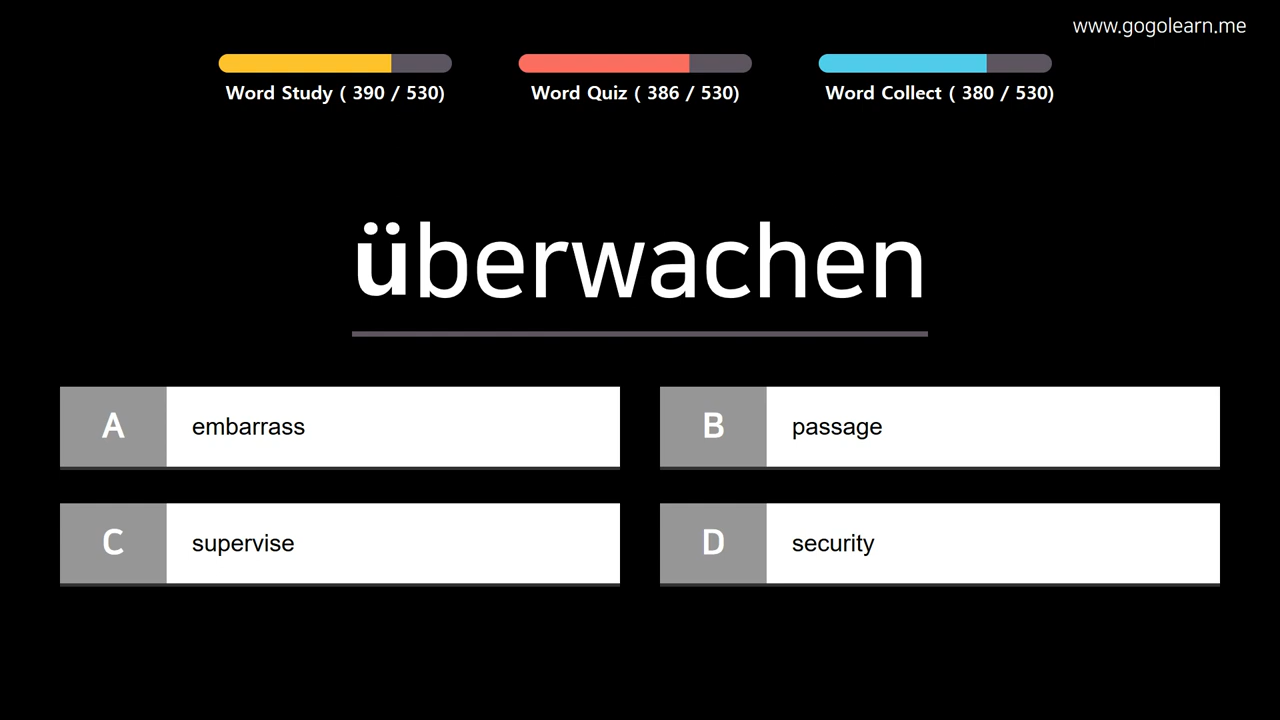 www.gogolearn.me
Word Study ( 390 / 530)
Word Quiz ( 386 / 530)
Word Collect ( 380 / 530)
überwachen
A embarrass
B passage
C supervise
D security